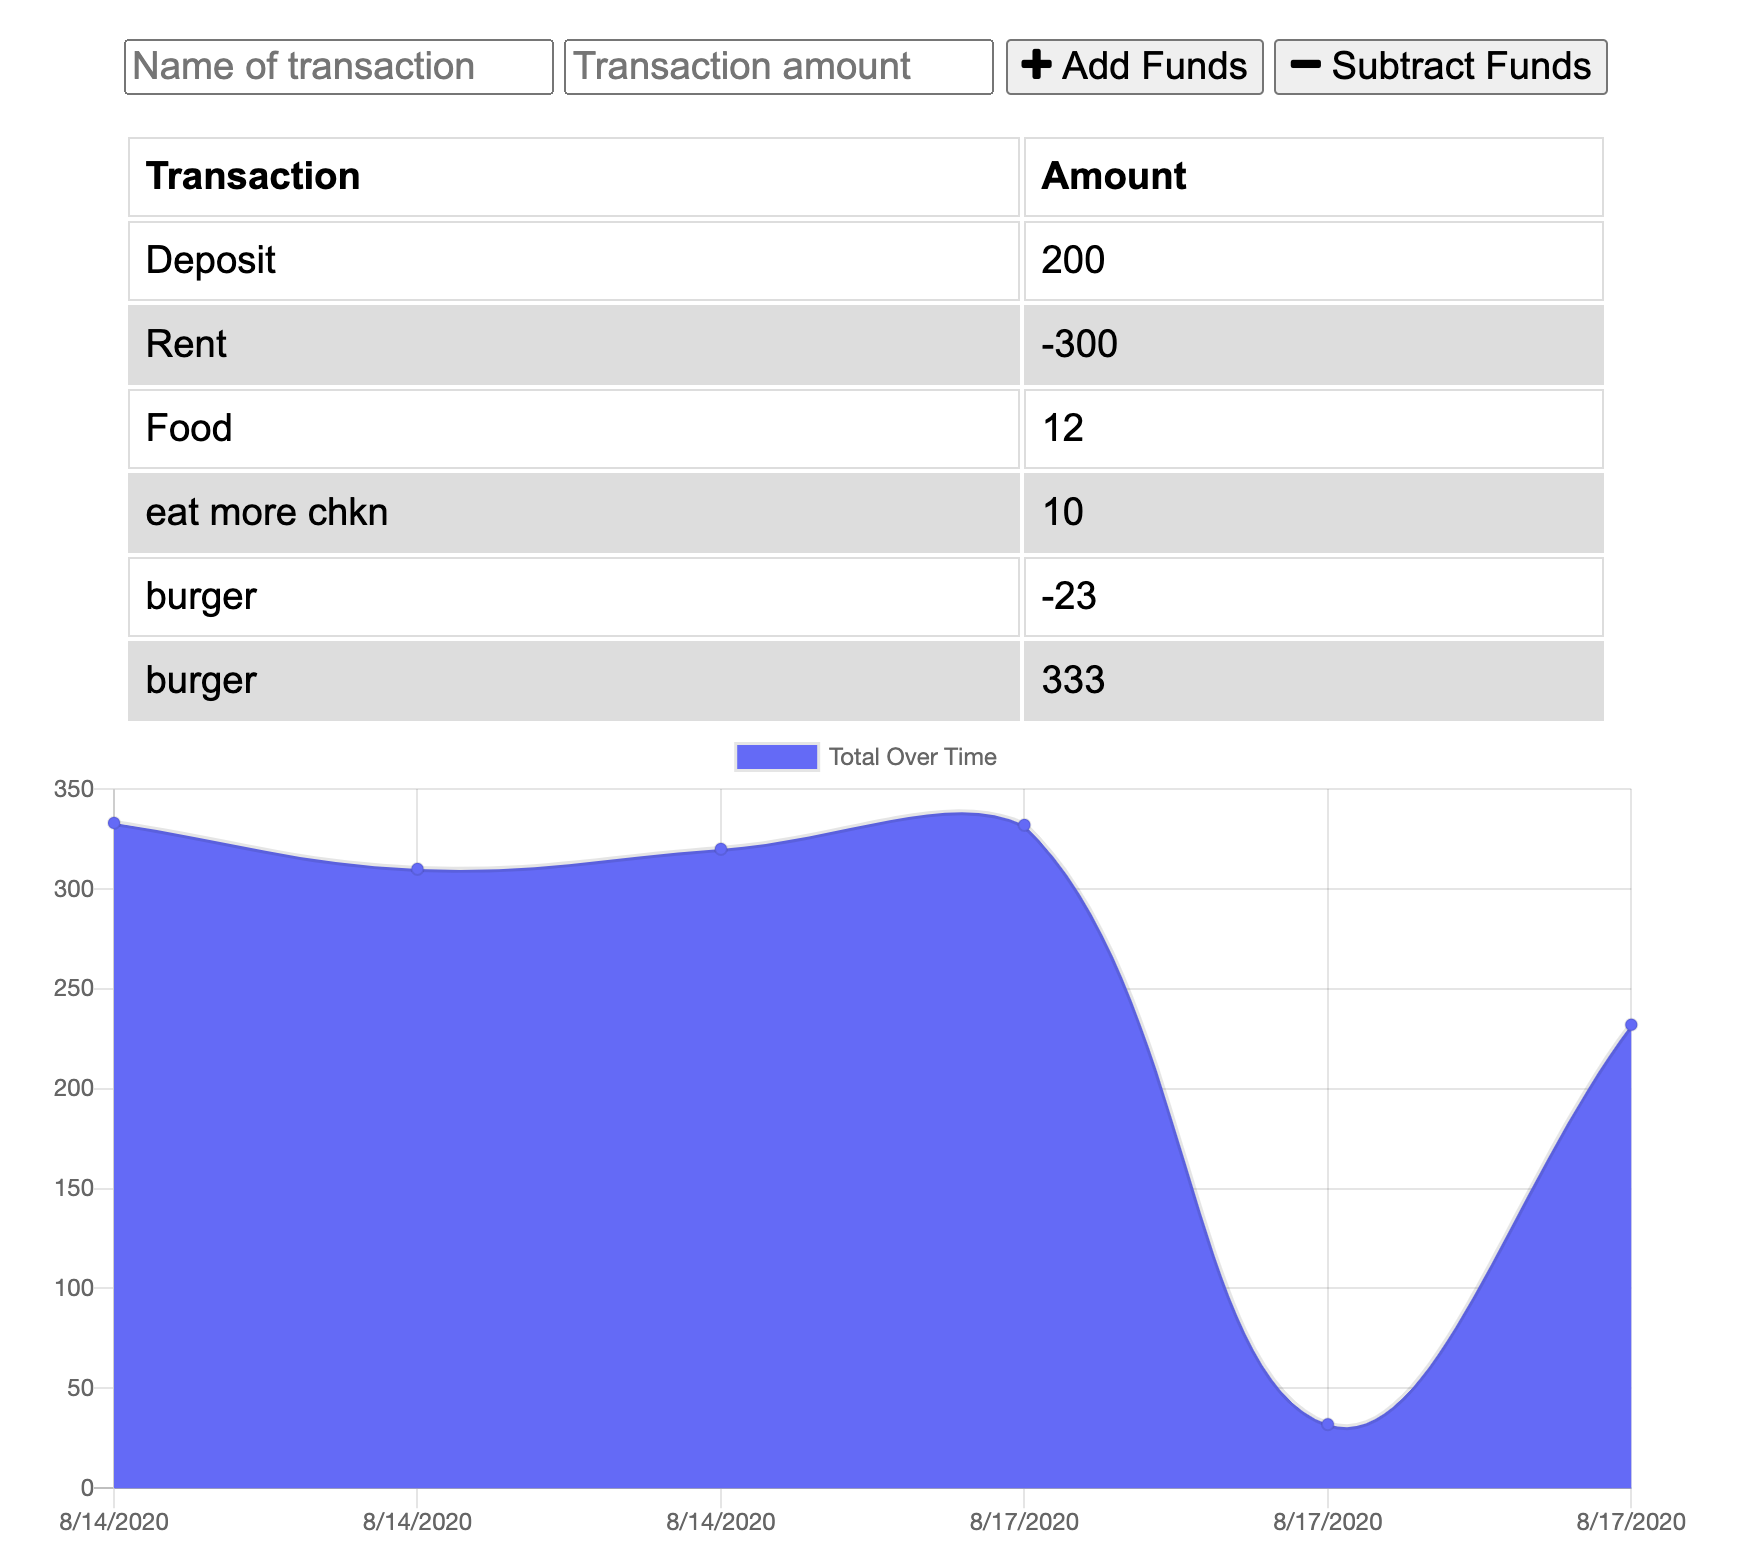 Name of transaction Transaction amount + Add Funds − Subtract Funds
Transaction Amount
Deposit 200
Rent -300
Food 12
eat more chkn 10
burger -23
burger 333
Total Over Time
350
300
250
200
150
100
50
0
8/14/2020 8/14/2020 8/14/2020 8/17/2020 8/17/2020 8/17/2020